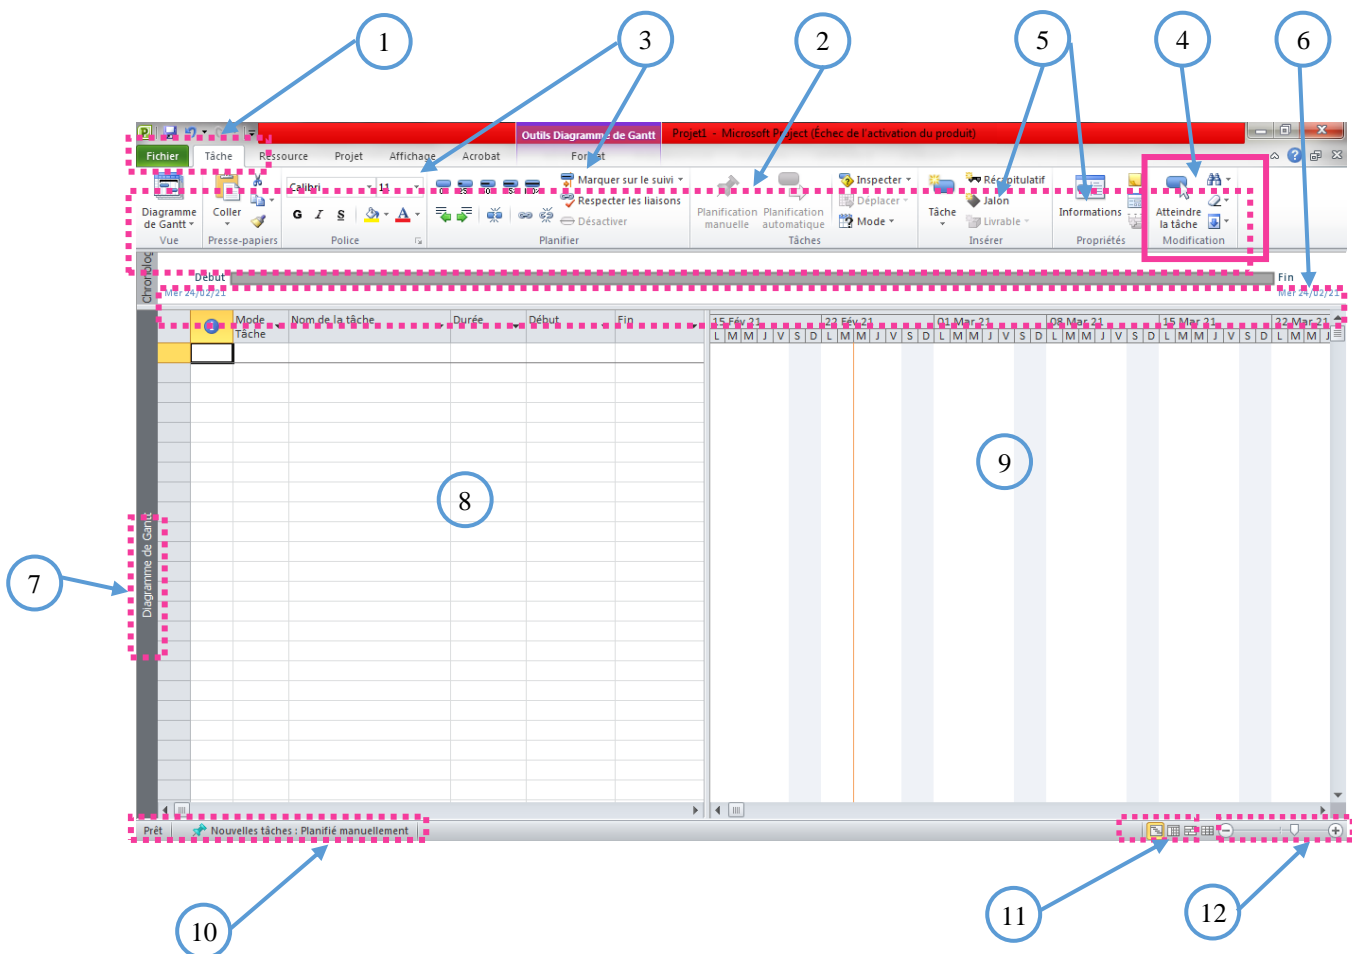 1
3
2
5
4
6
Outils Diagramme de Gantt
Projet1 - Microsoft Project (Échec de l'activation du produit)
Fichier
Tâche
Ressource
Projet
Affichage
Acrobat
Format
Calibri
11
Marquer sur le suivi
Respecter les liaisons
Désactiver
Inspecter
Déplacer
Mode
Récapitulatif
Jalon
Livrable
G I S
A
Diagramme
de Gantt
Coller
Planification
manuelle
Planification
automatique
Tâche
Informations
Atteindre
la tâche
Vue
Presse-papiers
Police
Planifier
Tâches
Insérer
Propriétés
Modification
Chronolog
Début
Mer 24/02/21
Fin
Mer 24/02/21
Mode
Tâche
Nom de la tâche
Durée
Début
Fin
15 Fév 21
22 Fév 21
01 Mar 21
08 Mar 21
15 Mar 21
22 Mar 21
L M M J V S D L M M J V S D L M M J V S D L M M J V S D L M M J V S D L M M J
8
9
7
Diagramme de Gantt
Prêt
Nouvelles tâches : Planifié manuellement
10
11
12